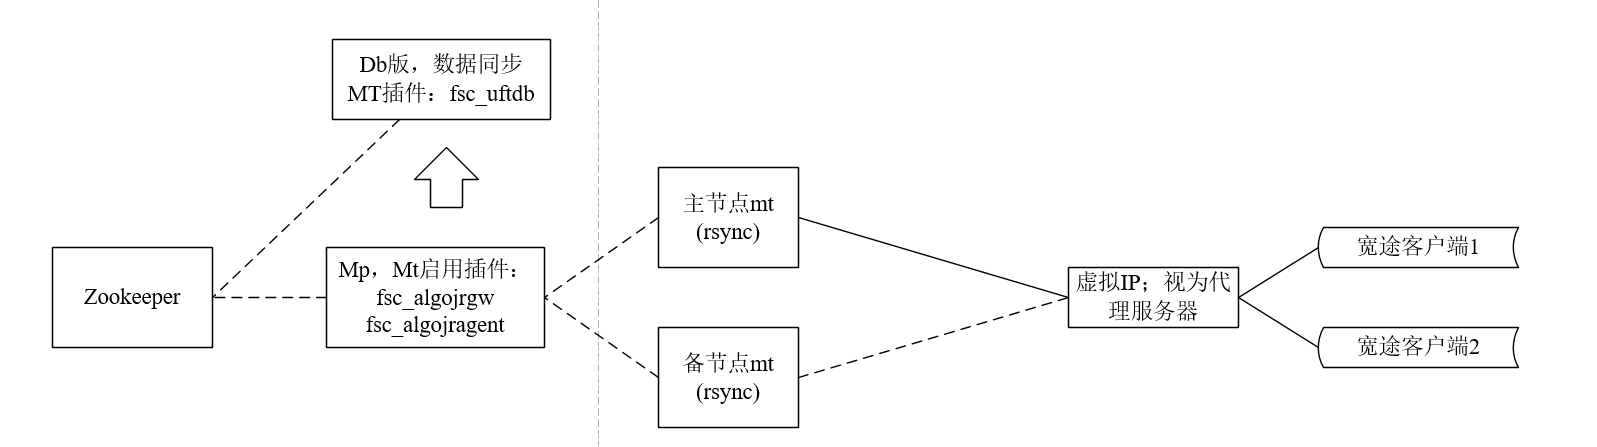 Db版，数据同步
MT插件：fsc_uftdb
Zookeeper
Mp，Mt启用插件：
fsc_algojrgw
fsc_algojragent
主节点mt
(rsync)
备节点mt
(rsync)
虚拟IP；视为代
理服务器
宽途客户端1
宽途客户端2